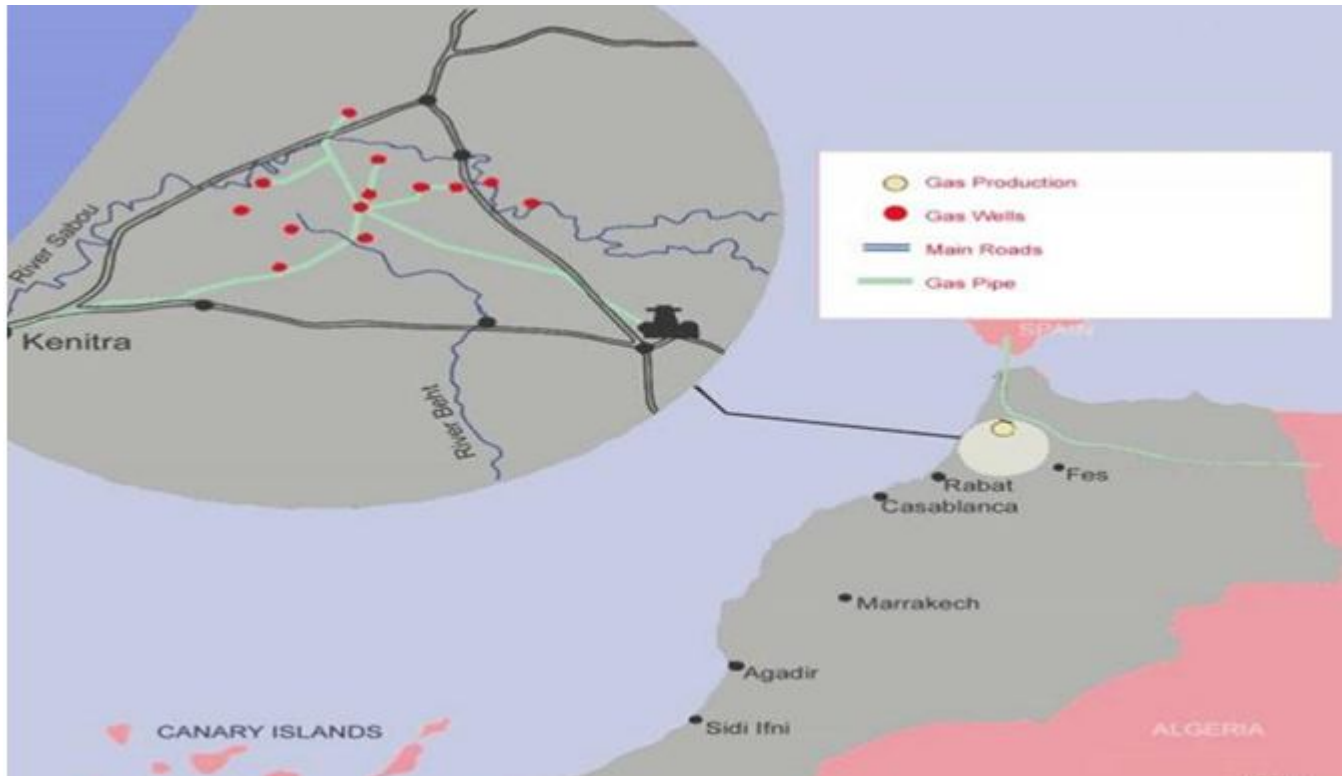 River Sabou
Kenitra
River Beht
Gas Production
Gas Wells
Main Roads
Gas Pipe
SPAIN
Fes
Rabat
Casablanca
Marrakech
Agadir
Sidi Ifni
CANARY ISLANDS
ALGERIA